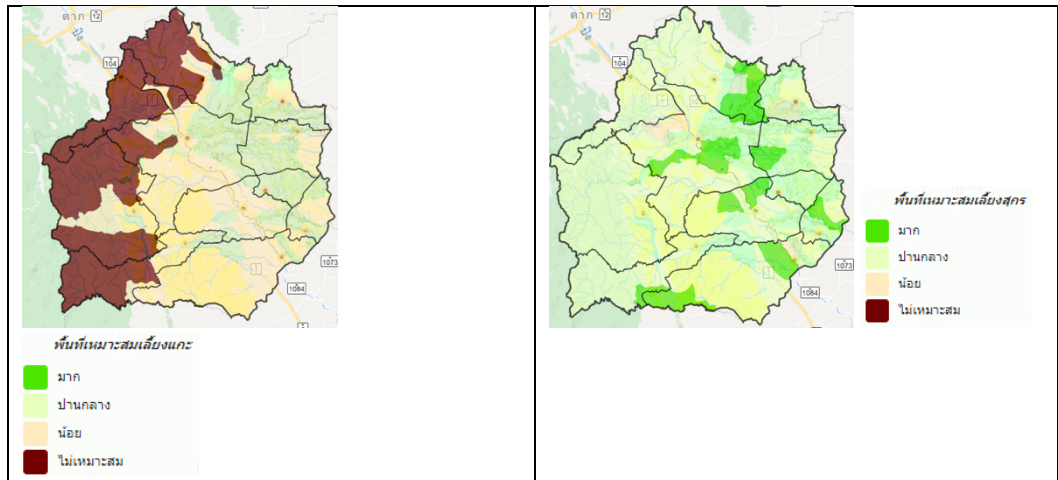 ตาก 12
104
1
1073
1084
พื้นที่เหมาะสมเลี้ยงแกะ
มาก
ปานกลาง
น้อย
ไม่เหมาะสม
ตาก 12
104
1
1073
1084
พื้นที่เหมาะสมเลี้ยงสุกร
มาก
ปานกลาง
น้อย
ไม่เหมาะสม